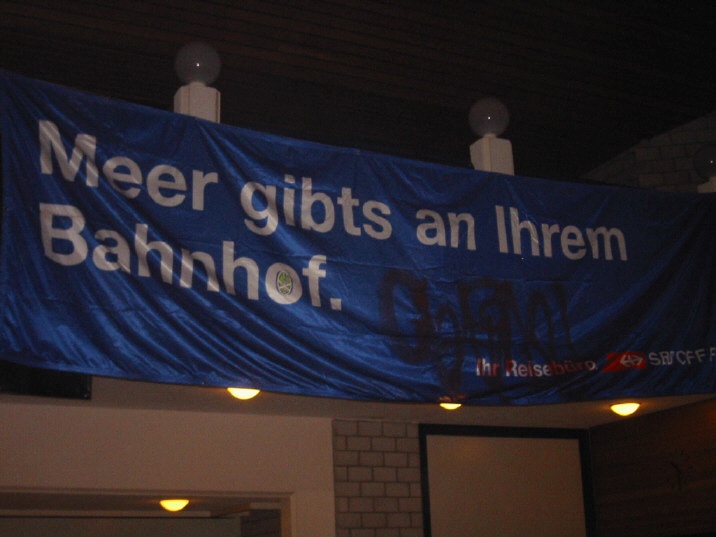 Meer gibts an Ihrem
Bahnhof.
Ihr Reisebüro SBB CFF